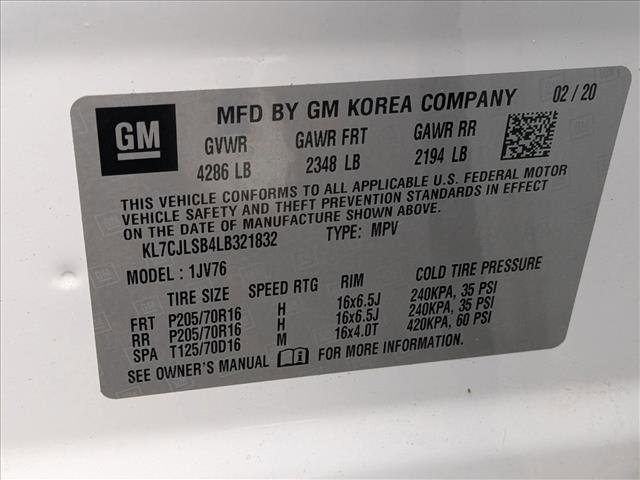 GM
MFD BY GM KOREA COMPANY 02/20
GVWR GAWR FRT GAWR RR
4286 LB 2348 LB 2194 LB
THIS VEHICLE CONFORMS TO ALL APPLICABLE U.S. FEDERAL MOTOR
VEHICLE SAFETY AND THEFT PREVENTION STANDARDS IN EFFECT
ON THE DATE OF MANUFACTURE SHOWN ABOVE.
KL7CJLSB4LB321832 TYPE: MPV
MODEL : 1JV76
TIRE SIZE SPEED RTG RIM COLD TIRE PRESSURE
FRT P205/70R16 H 16x6.5J 240KPA, 35 PSI
RR P205/70R16 H 16x6.5J 240KPA, 35 PSI
SPA T125/70D16 M 16x4.0T 420KPA, 60 PSI
SEE OWNER'S MANUAL FOR MORE INFORMATION.